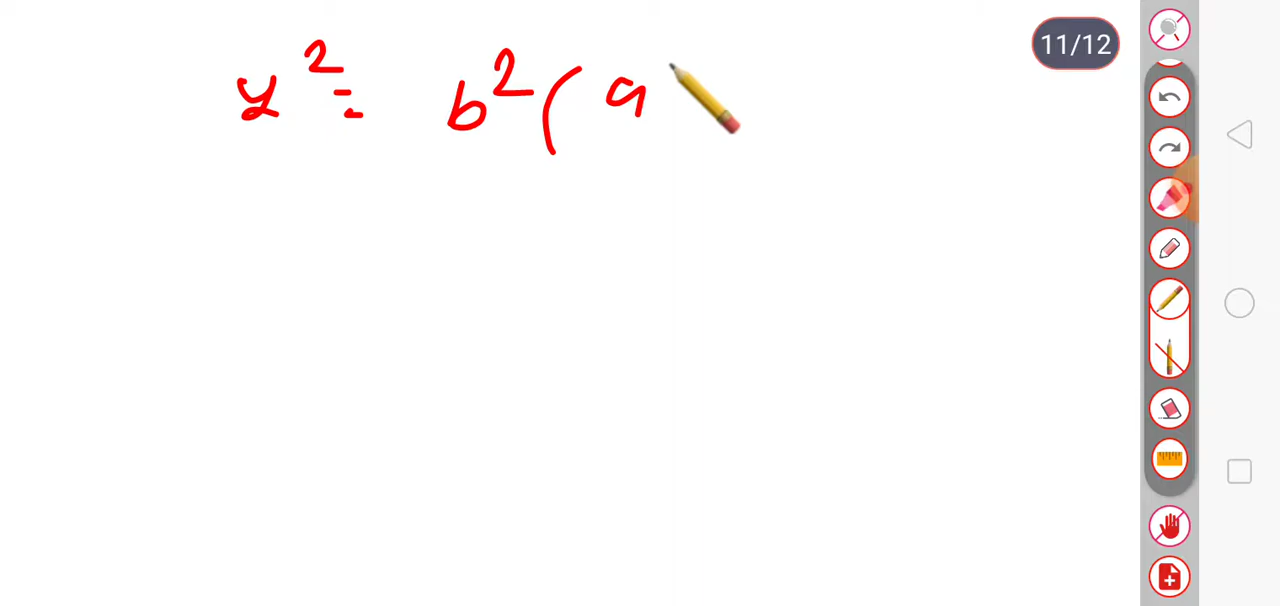 y² = b² ( a
11/12